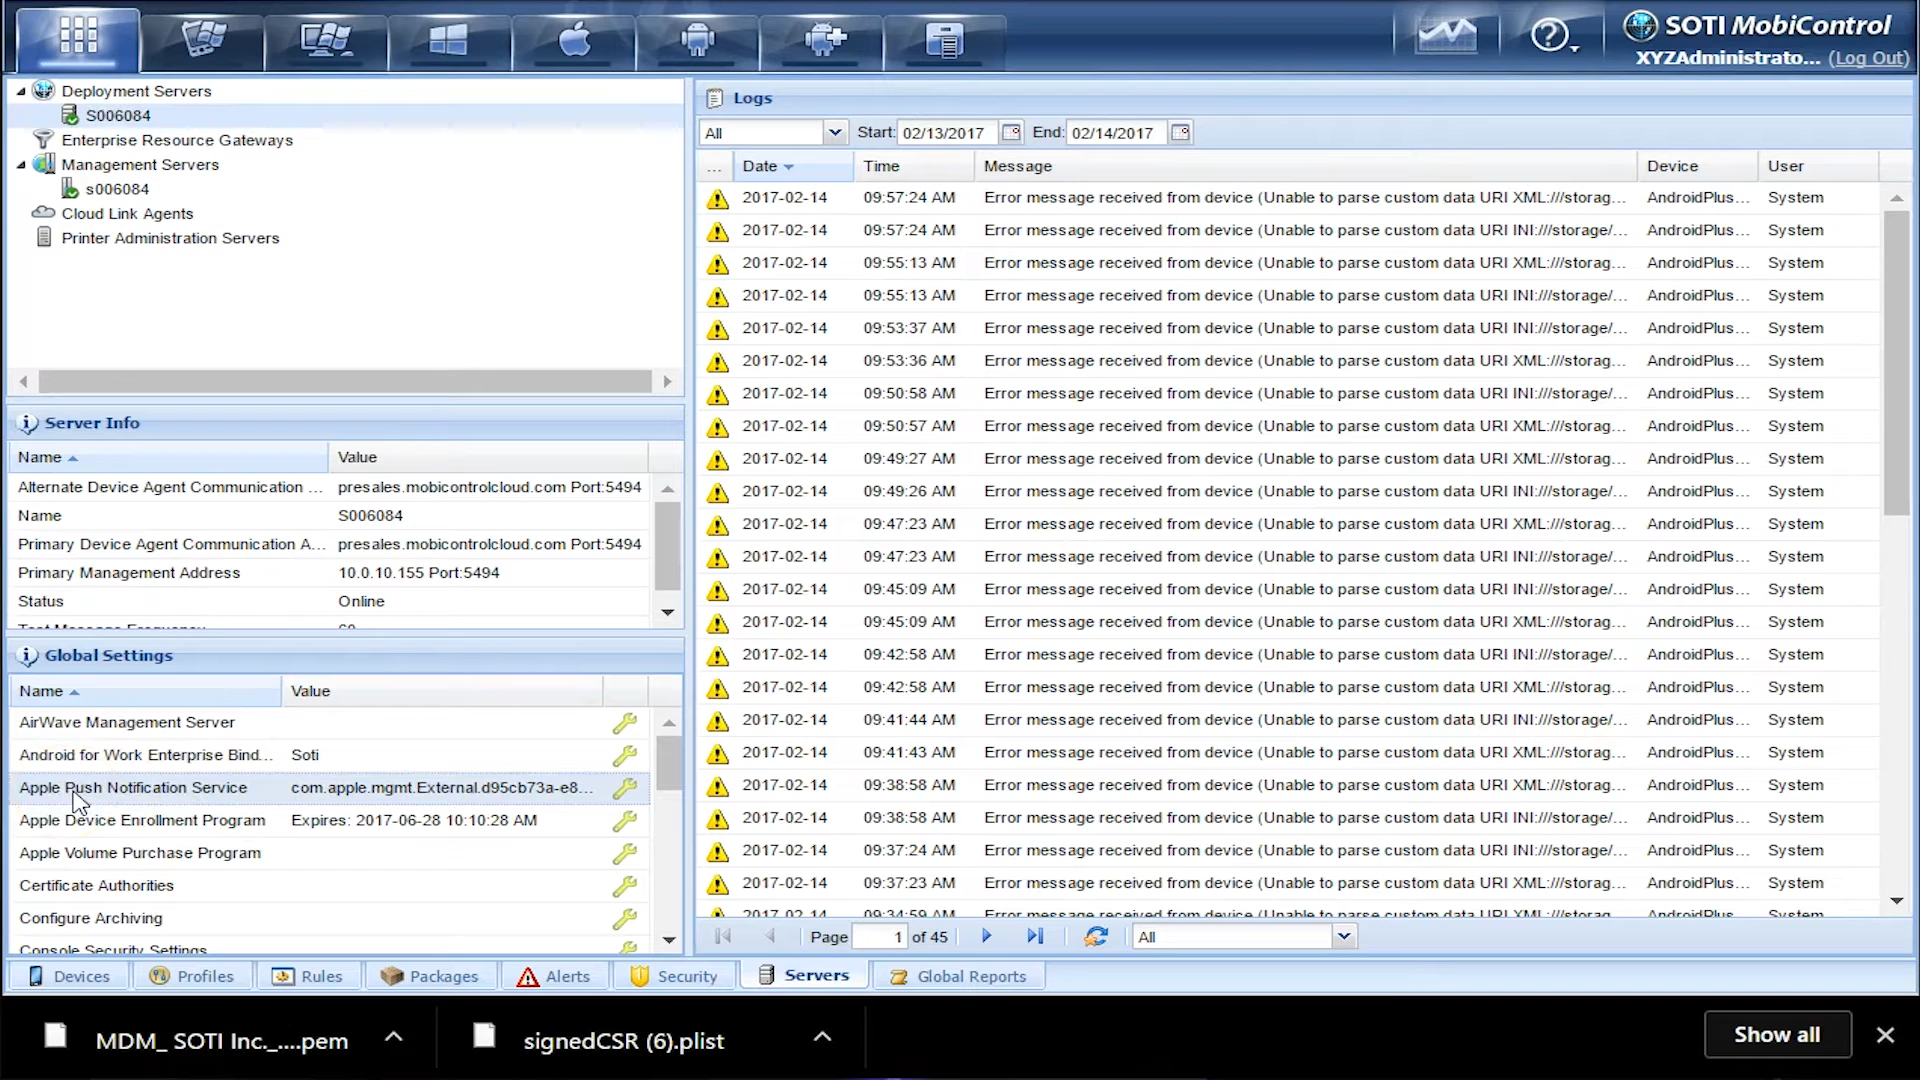 SOTI MobiControl
XYZAdministrato... (Log Out)
Deployment Servers
S006084
Enterprise Resource Gateways
Management Servers
s006084
Cloud Link Agents
Printer Administration Servers
Server Info
Name Value
Alternate Device Agent Communication ... presales.mobicontrolcloud.com Port:5494
Name S006084
Primary Device Agent Communication A... presales.mobicontrolcloud.com Port:5494
Primary Management Address 10.0.10.155 Port:5494
Status Online
Test Message Frequency 60
Global Settings
Name Value
AirWave Management Server
Android for Work Enterprise Bind... Soti
Apple Push Notification Service com.apple.mgmt.External.d95cb73a-e8...
Apple Device Enrollment Program Expires: 2017-06-28 10:10:28 AM
Apple Volume Purchase Program
Certificate Authorities
Configure Archiving
Console Security Settings
Logs
All Start: 02/13/2017 End: 02/14/2017
... Date Time Message Device User
2017-02-14 09:57:24 AM Error message received from device (Unable to parse custom data URI XML:///storag... AndroidPlus... System
2017-02-14 09:57:24 AM Error message received from device (Unable to parse custom data URI INI:///storage/... AndroidPlus... System
2017-02-14 09:55:13 AM Error message received from device (Unable to parse custom data URI XML:///storag... AndroidPlus... System
2017-02-14 09:55:13 AM Error message received from device (Unable to parse custom data URI INI:///storage/... AndroidPlus... System
2017-02-14 09:53:37 AM Error message received from device (Unable to parse custom data URI INI:///storage/... AndroidPlus... System
2017-02-14 09:53:36 AM Error message received from device (Unable to parse custom data URI XML:///storag... AndroidPlus... System
2017-02-14 09:50:58 AM Error message received from device (Unable to parse custom data URI INI:///storage/... AndroidPlus... System
2017-02-14 09:50:57 AM Error message received from device (Unable to parse custom data URI XML:///storag... AndroidPlus... System
2017-02-14 09:49:27 AM Error message received from device (Unable to parse custom data URI XML:///storag... AndroidPlus... System
2017-02-14 09:49:26 AM Error message received from device (Unable to parse custom data URI INI:///storage/... AndroidPlus... System
2017-02-14 09:47:23 AM Error message received from device (Unable to parse custom data URI XML:///storag... AndroidPlus... System
2017-02-14 09:47:23 AM Error message received from device (Unable to parse custom data URI INI:///storage/... AndroidPlus... System
2017-02-14 09:45:09 AM Error message received from device (Unable to parse custom data URI INI:///storage/... AndroidPlus... System
2017-02-14 09:45:09 AM Error message received from device (Unable to parse custom data URI XML:///storag... AndroidPlus... System
2017-02-14 09:42:58 AM Error message received from device (Unable to parse custom data URI INI:///storage/... AndroidPlus... System
2017-02-14 09:42:58 AM Error message received from device (Unable to parse custom data URI XML:///storag... AndroidPlus... System
2017-02-14 09:41:44 AM Error message received from device (Unable to parse custom data URI INI:///storage/... AndroidPlus... System
2017-02-14 09:41:43 AM Error message received from device (Unable to parse custom data URI XML:///storag... AndroidPlus... System
2017-02-14 09:38:58 AM Error message received from device (Unable to parse custom data URI XML:///storag... AndroidPlus... System
2017-02-14 09:38:58 AM Error message received from device (Unable to parse custom data URI INI:///storage/... AndroidPlus... System
2017-02-14 09:37:24 AM Error message received from device (Unable to parse custom data URI INI:///storage/... AndroidPlus... System
2017-02-14 09:37:23 AM Error message received from device (Unable to parse custom data URI XML:///storag... AndroidPlus... System
2017-02-14 09:34:59 AM Error message received from device (Unable to parse custom data URI XML:///storag... AndroidPlus... System
Page 1 of 45 All
Devices Profiles Rules Packages Alerts Security Servers Global Reports
MDM_ SOTI Inc._....pem signedCSR (6).plist Show all